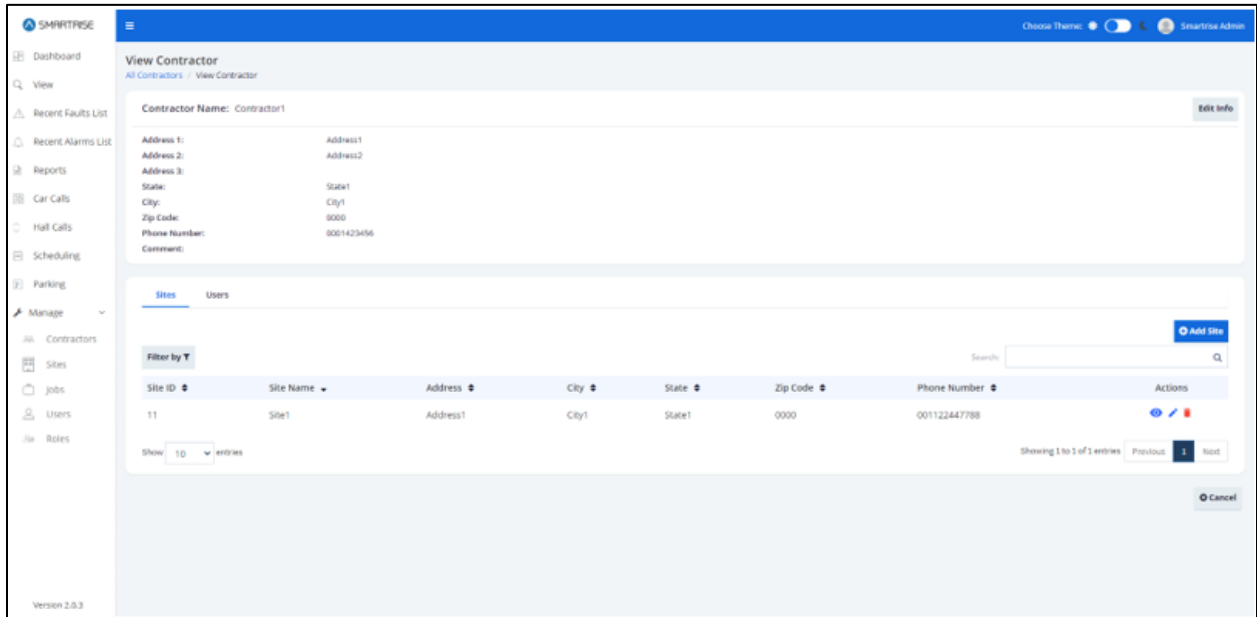 SMARTRISE
Choose Theme:
Smartrise Admin
Dashboard
View
Recent Faults List
Recent Alarms List
Reports
Car Calls
Hall Calls
Scheduling
Parking
Manage
Contractors
Sites
Jobs
Users
Roles
Version 2.0.3
View Contractor
All Contractors / View Contractor
Contractor Name: Contractor1
Edit Info
Address 1: Address1
Address 2: Address2
Address 3:
State: State1
City: City1
Zip Code: 0000
Phone Number: 0001423456
Comment:
Sites Users
Add Site
Filter by
Search:
Site ID Site Name Address City State Zip Code Phone Number Actions
11 Site1 Address1 City1 State1 0000 001122447788
Show 10 entries
Showing 1 to 1 of 1 entries Previous 1 Next
Cancel